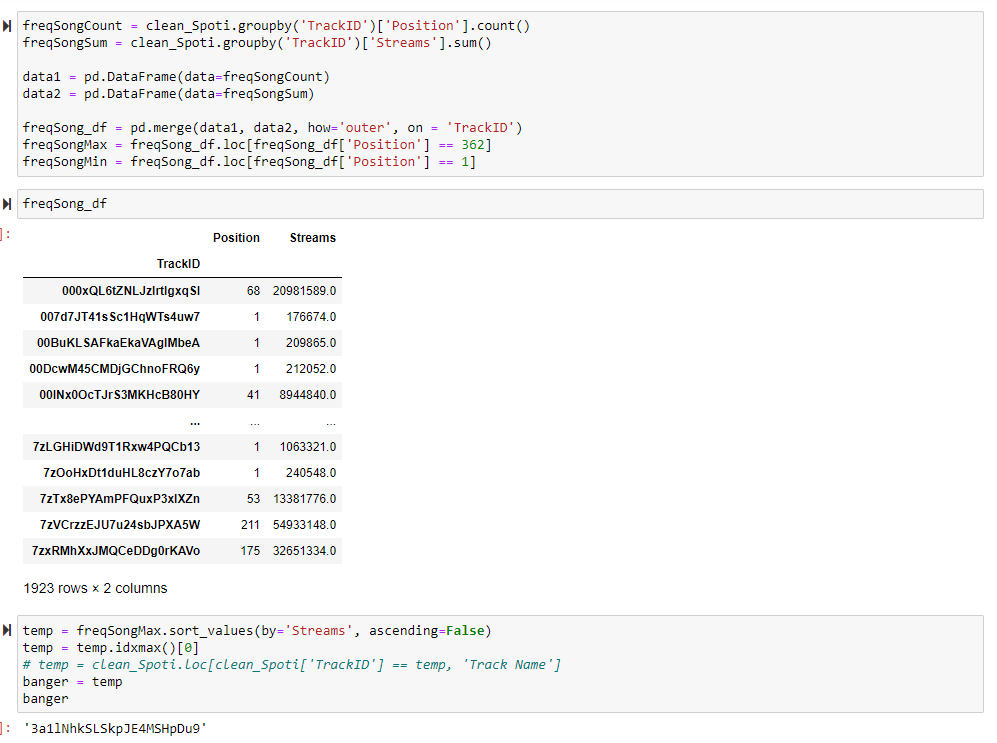 freqSongCount = clean_Spoti.groupby('TrackID')['Position'].count()
freqSongSum = clean_Spoti.groupby('TrackID')['Streams'].sum()
data1 = pd.DataFrame(data=freqSongCount)
data2 = pd.DataFrame(data=freqSongSum)
freqSong_df = pd.merge(data1, data2, how='outer', on = 'TrackID')
freqSongMax = freqSong_df.loc[freqSong_df['Position'] == 362]
freqSongMin = freqSong_df.loc[freqSong_df['Position'] == 1]
freqSong_df
]:
Position Streams
TrackID
000xQL6tZNLJzIrtIgxqSl 68 20981589.0
007d7JT41sSc1HqWTs4uw7 1 176674.0
00BuKLSAFkaEkaVAgIMbeA 1 209865.0
00DcwM45CMDjGChnoFRQ6y 1 212052.0
00INx0OcTJrS3MKHcB80HY 41 8944840.0
... ... ...
7zLGHiDWd9T1Rxw4PQCb13 1 1063321.0
7zOoHxDt1duHL8czY7o7ab 1 240548.0
7zTx8ePYAmPFQuxP3xIXZn 53 13381776.0
7zVCrzzEJU7u24sbJPXA5W 211 54933148.0
7zxRMhXxJMQCeDDg0rKAVo 175 32651334.0
1923 rows × 2 columns
temp = freqSongMax.sort_values(by='Streams', ascending=False)
temp = temp.idxmax()[0]
# temp = clean_Spoti.loc[clean_Spoti['TrackID'] == temp, 'Track Name']
banger = temp
banger
]: '3a1lNhkSLSkpJE4MSHpDu9'